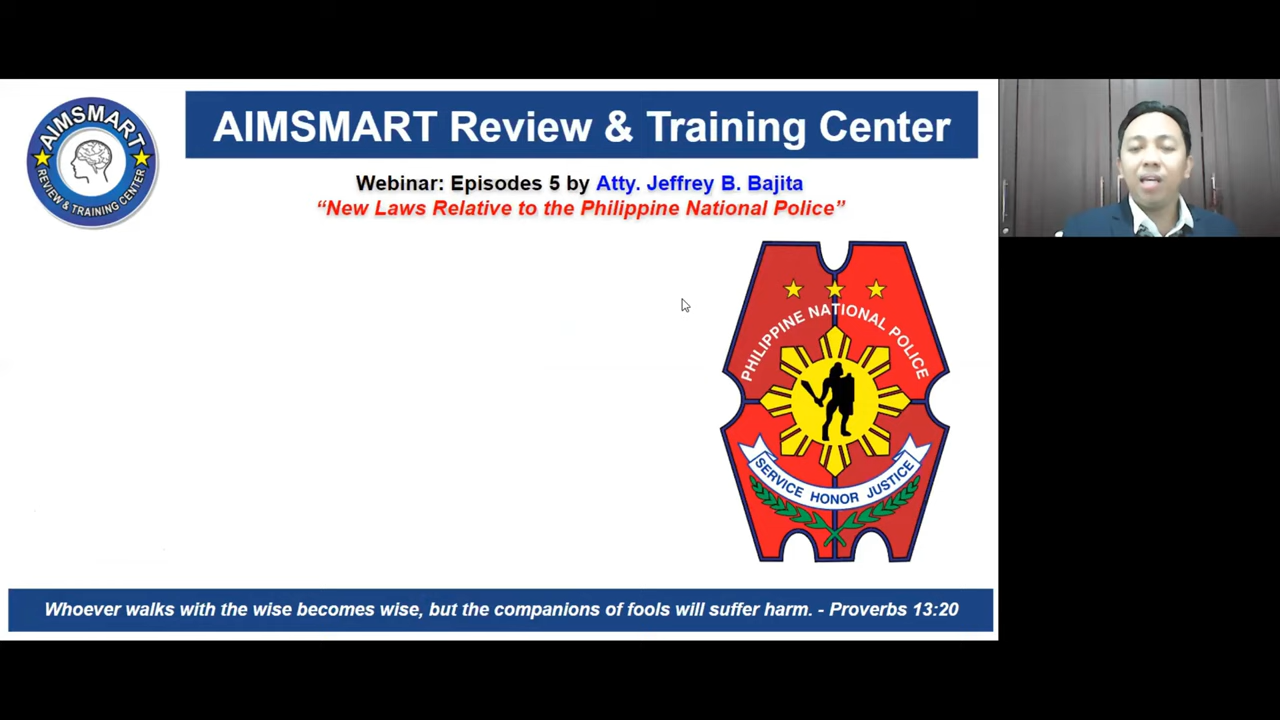 AIMSMART
REVIEW & TRAINING CENTER
AIMSMART Review & Training Center
Webinar: Episodes 5 by Atty. Jeffrey B. Bajita
“New Laws Relative to the Philippine National Police”
PHILIPPINE NATIONAL POLICE
SERVICE HONOR JUSTICE
Whoever walks with the wise becomes wise, but the companions of fools will suffer harm. - Proverbs 13:20